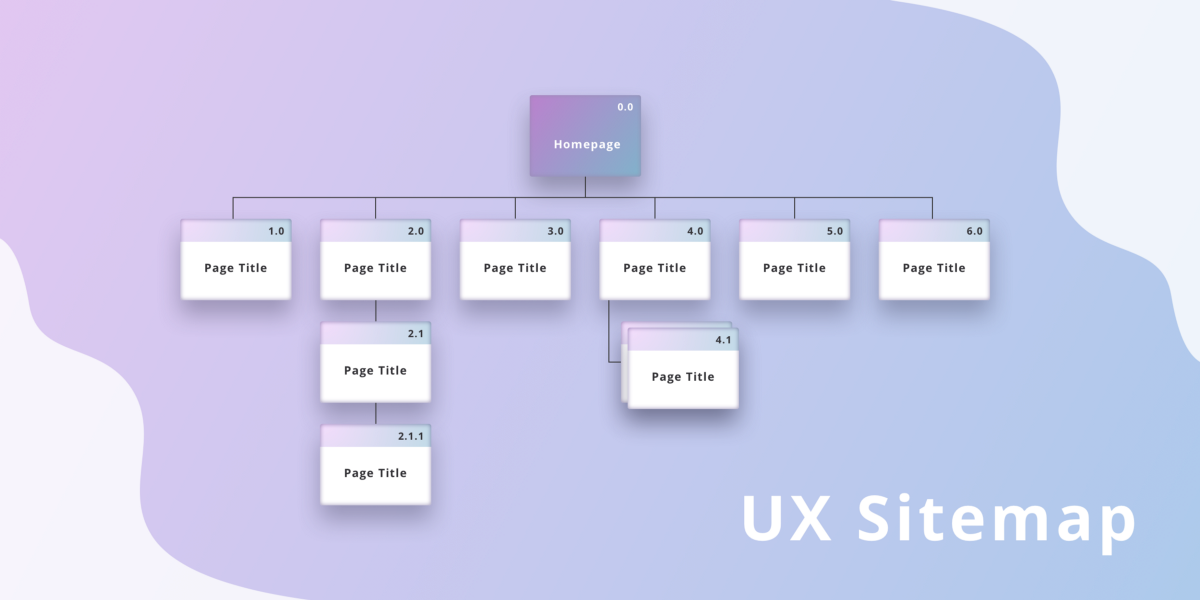 0.0
Homepage
1.0
Page Title
2.0
Page Title
3.0
Page Title
4.0
Page Title
5.0
Page Title
6.0
Page Title
2.1
Page Title
4.1
Page Title
2.1.1
Page Title
UX Sitemap